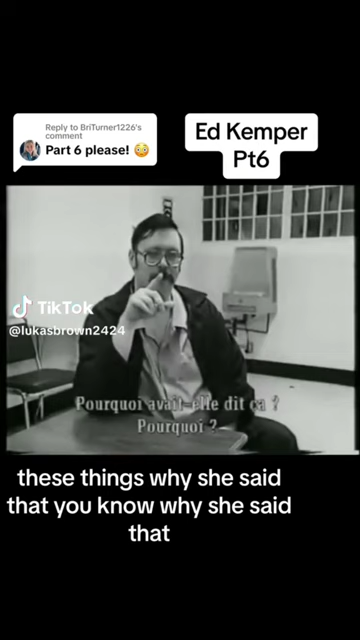 Reply to BriTurner1226's
comment
Part 6 please! 😳
Ed Kemper
Pt6
TikTok
@lukasbrown2424
Pourquoi avait-elle dit ça ?
Pourquoi ?
these things why she said
that you know why she said
that